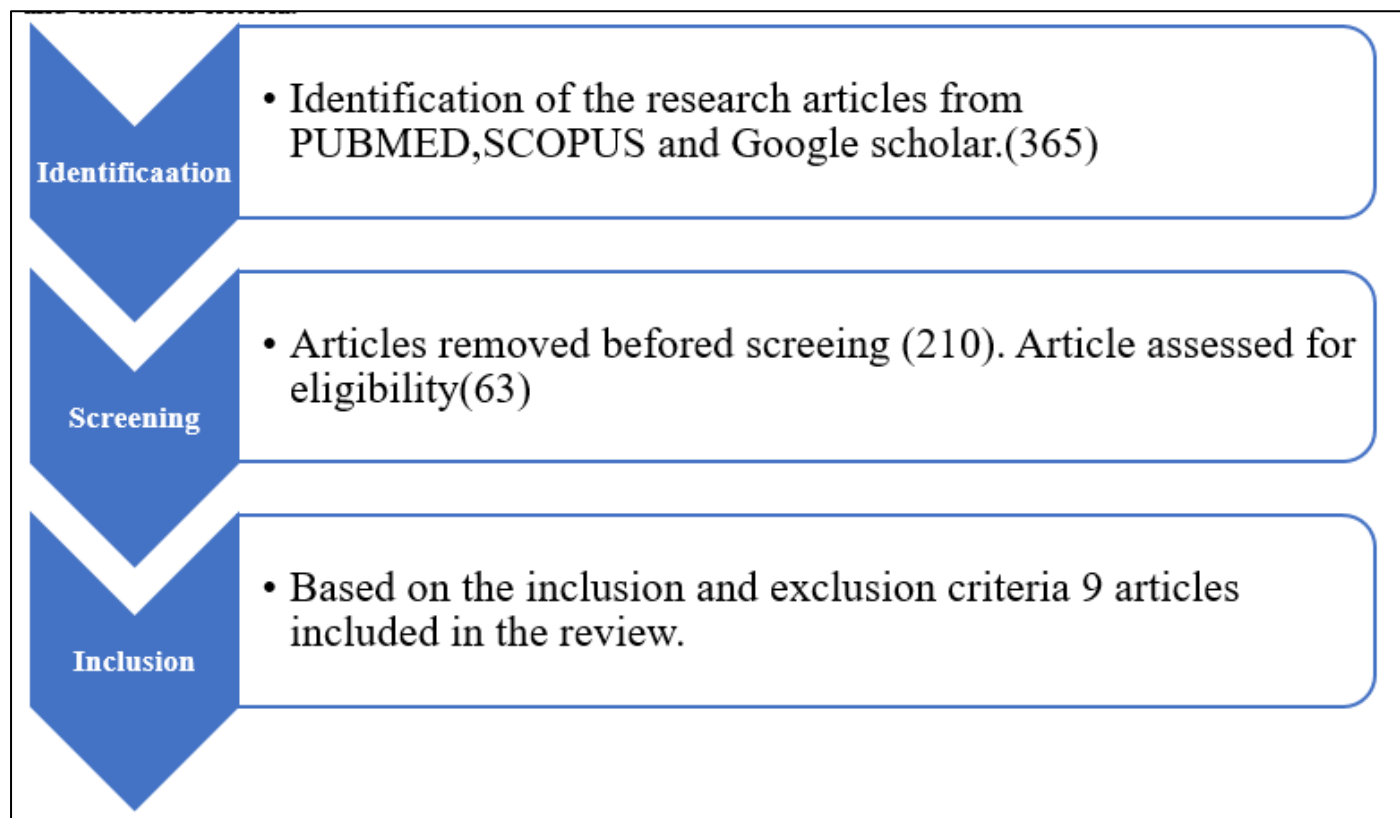 Identificaation
• Identification of the research articles from
PUBMED,SCOPUS and Google scholar.(365)
Screening
• Articles removed befored screeing (210). Article assessed for
eligibility(63)
Inclusion
• Based on the inclusion and exclusion criteria 9 articles
included in the review.